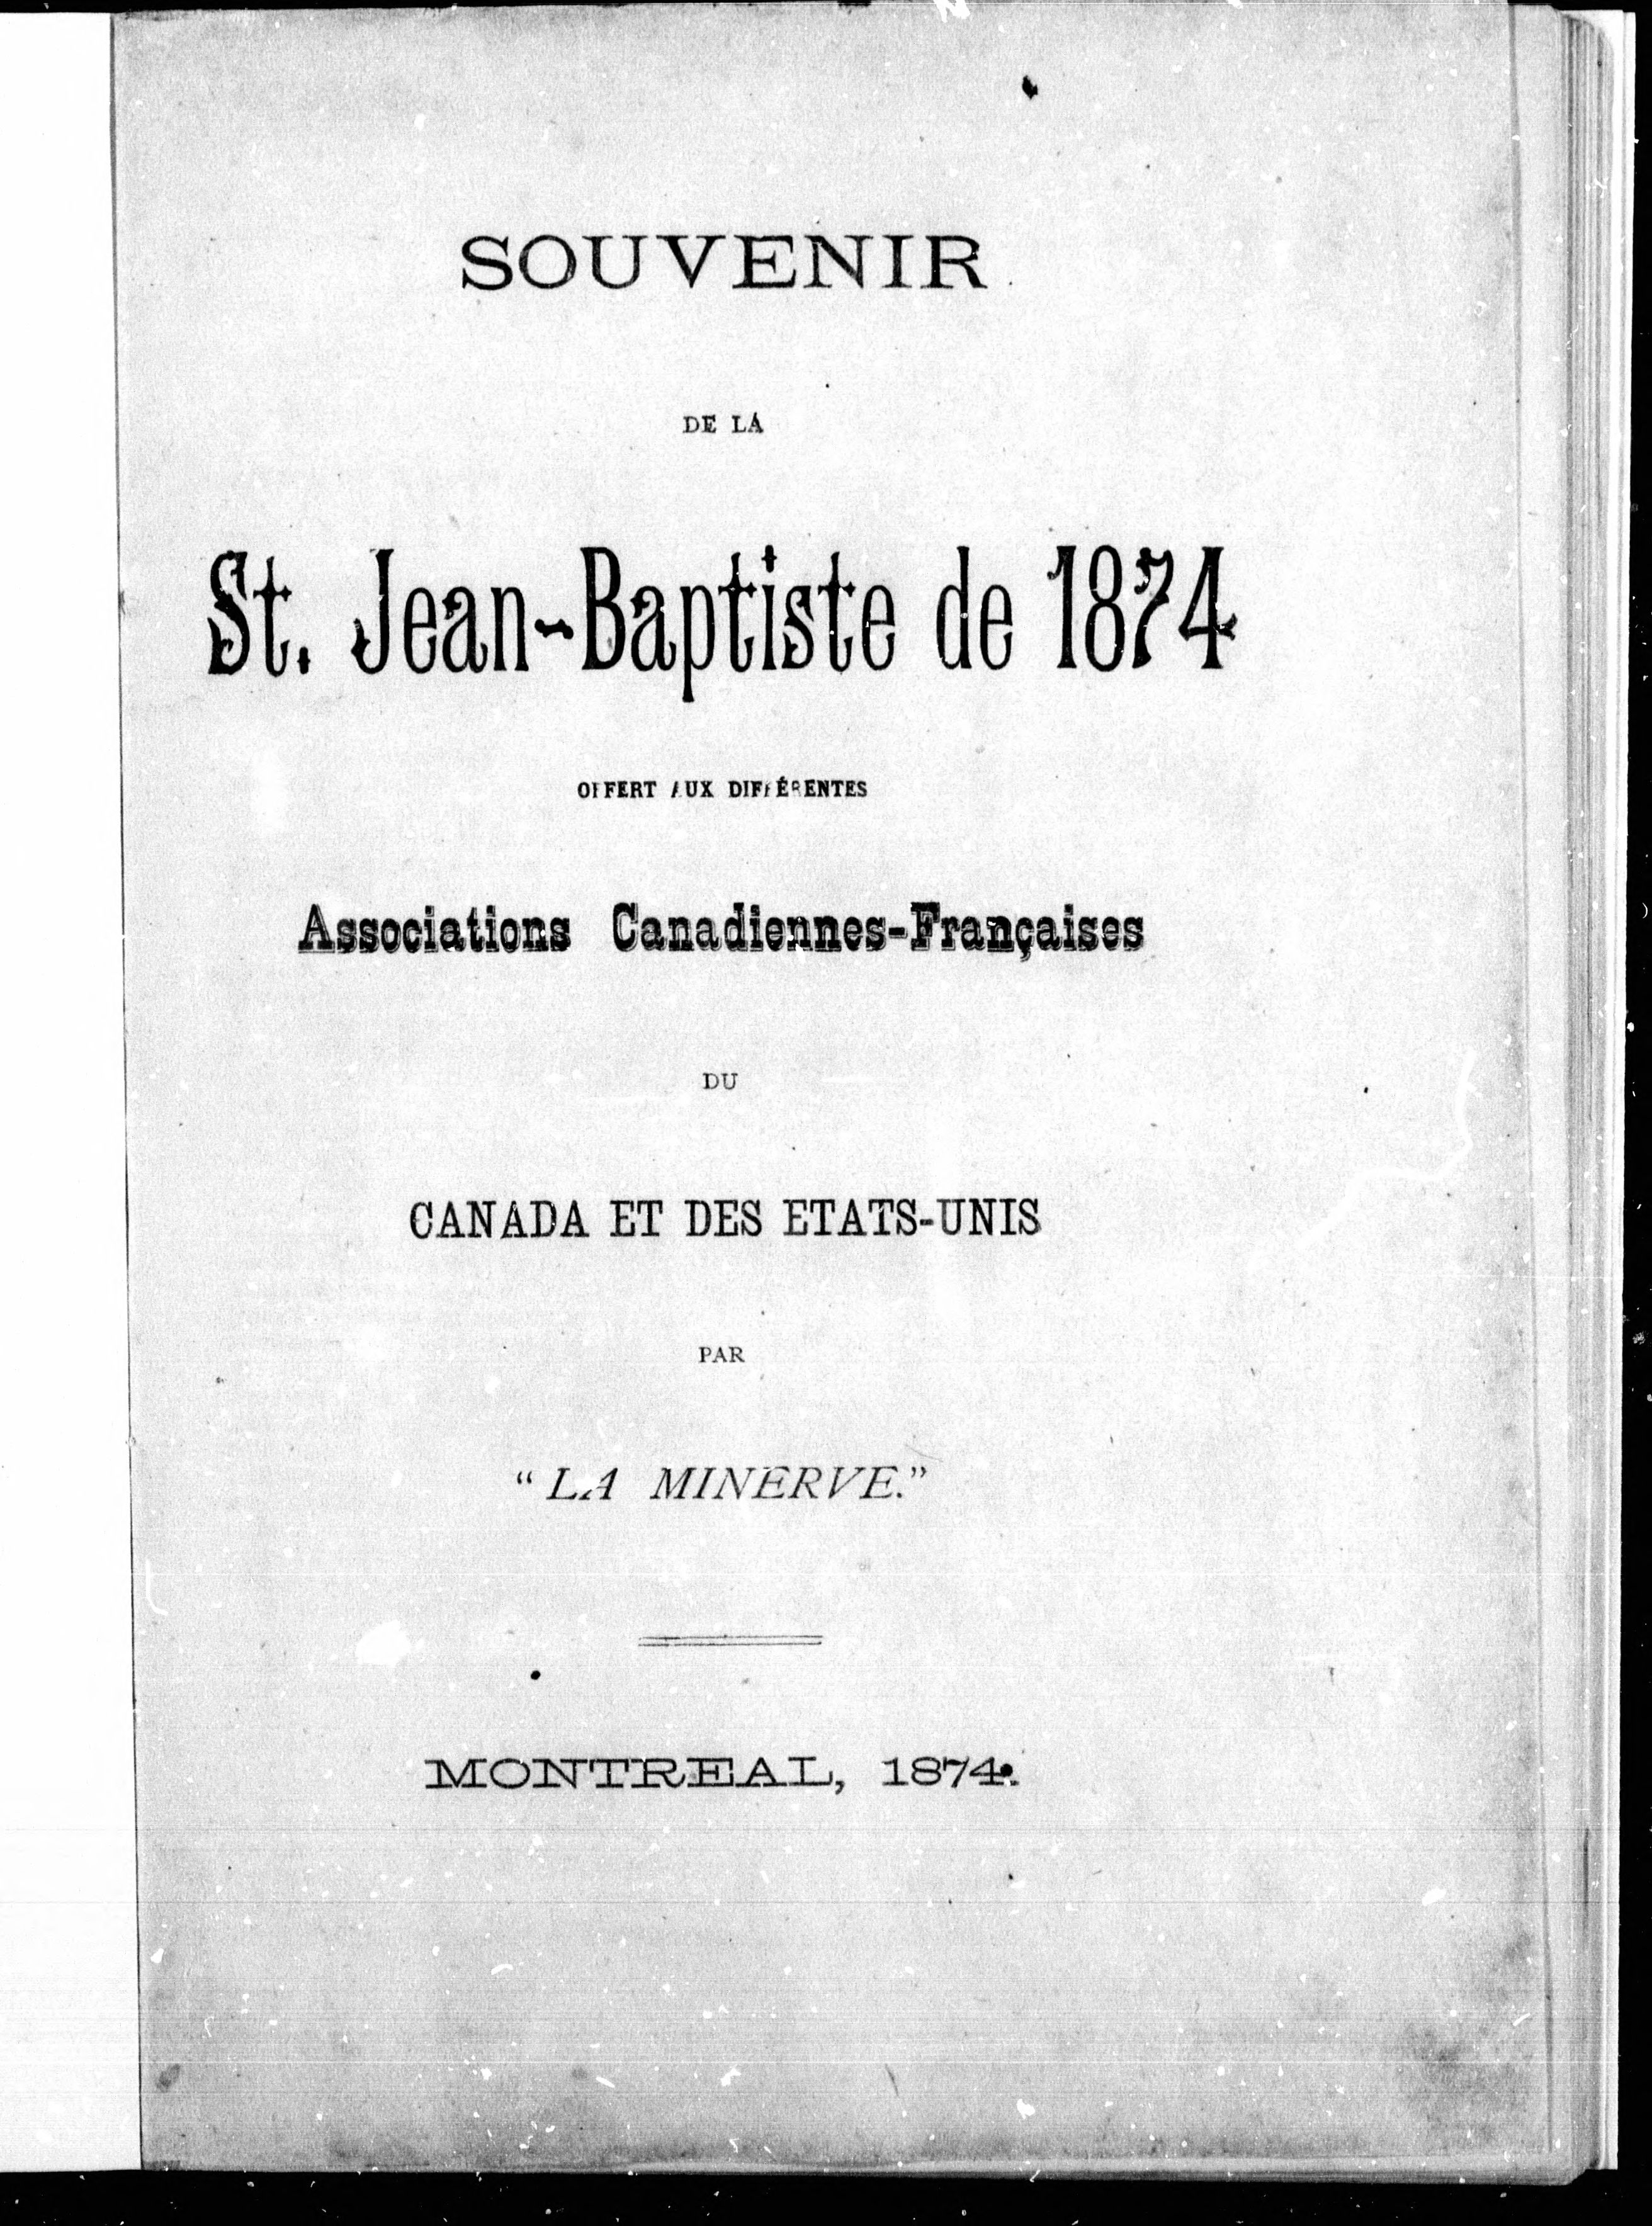 SOUVENIR
DE LA
St. Jean-Baptiste de 1874
OFFERT AUX DIFFÉRENTES
Associations Canadiennes-Françaises
DU
CANADA ET DES ETATS-UNIS
PAR
“LA MINERVE.”
MONTREAL, 1874.